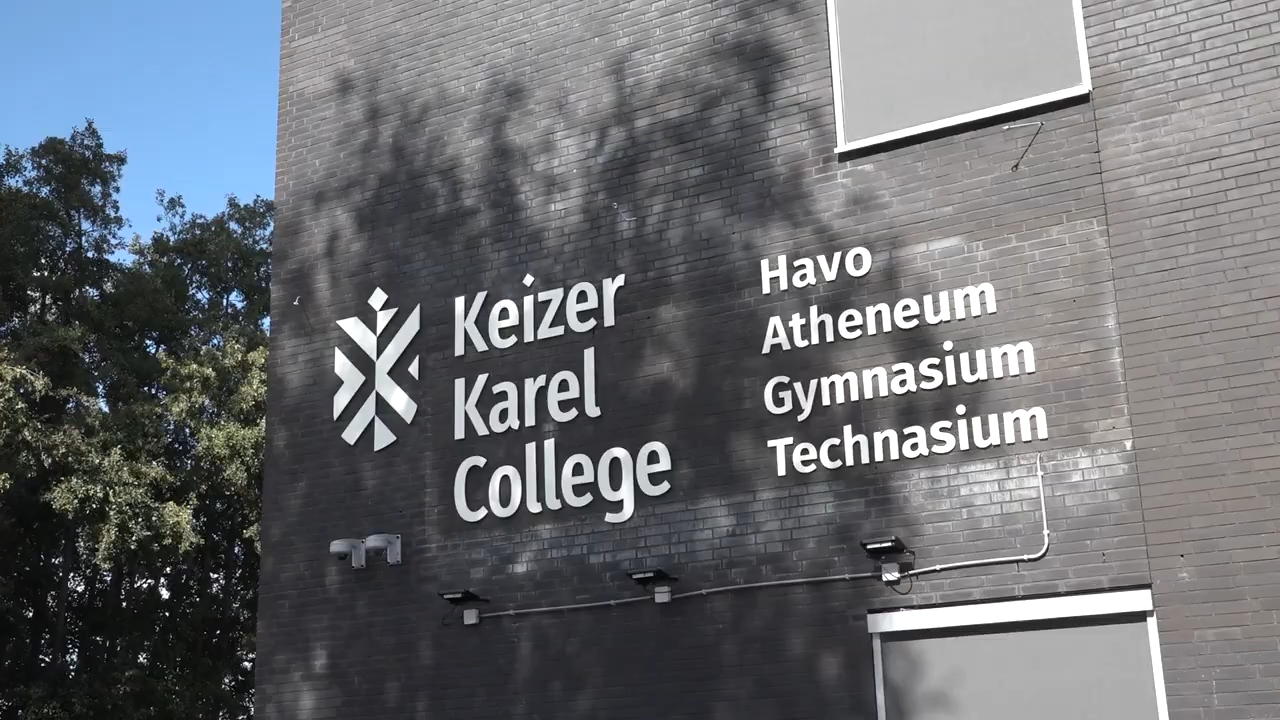 Keizer
Karel
College
Havo
Atheneum
Gymnasium
Technasium